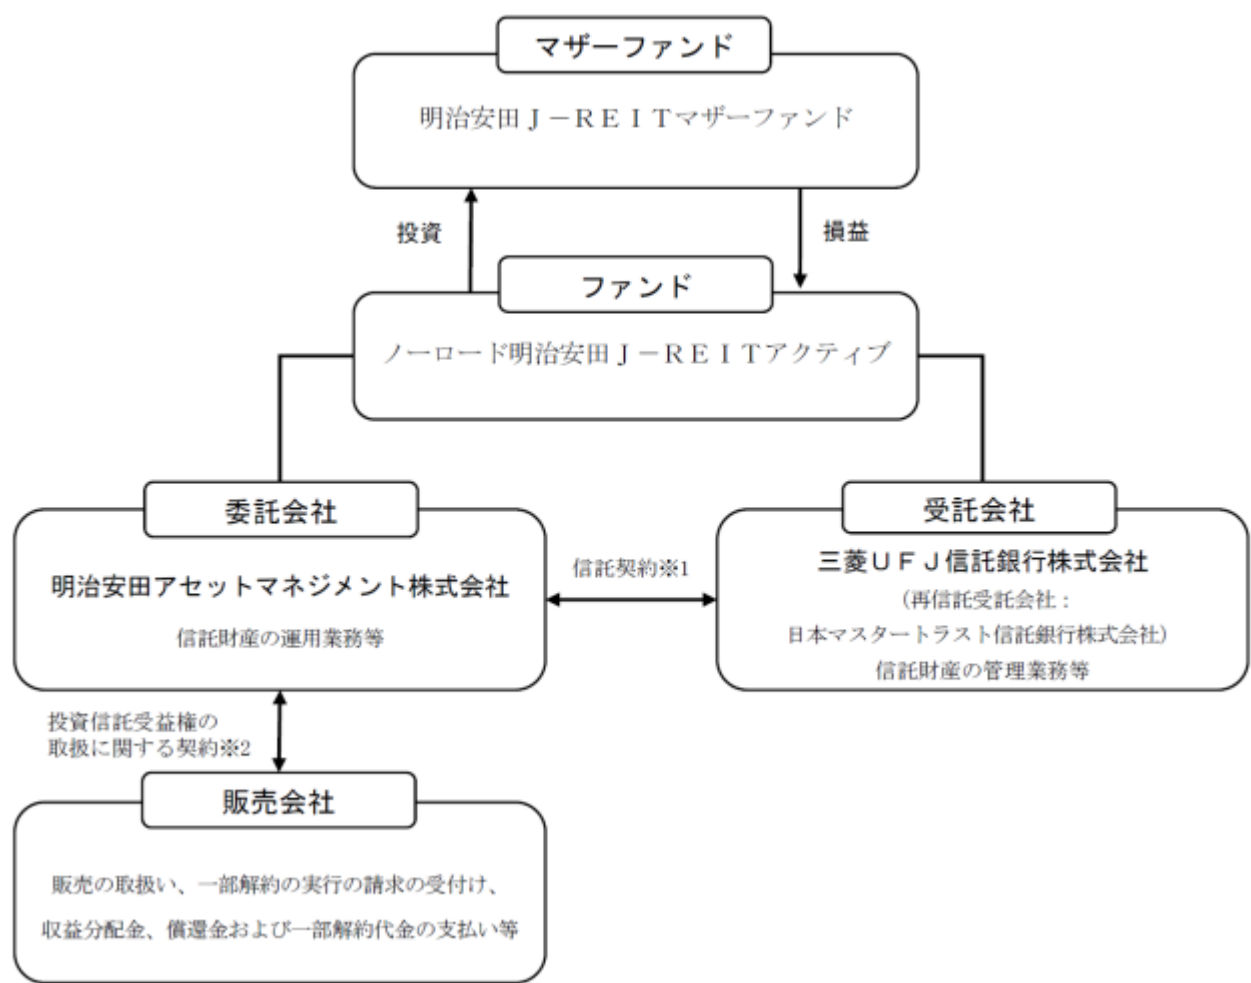 マザーファンド
明治安田J－REITマザーファンド
投資
損益
ファンド
ノーロード明治安田J－REITアクティブ
委託会社
明治安田アセットマネジメント株式会社
信託財産の運用業務等
信託契約※1
受託会社
三菱UFJ信託銀行株式会社
（再信託受託会社：
日本マスタートラスト信託銀行株式会社）
信託財産の管理業務等
投資信託受益権の
取扱に関する契約※2
販売会社
販売の取扱い、一部解約の実行の請求の受付け、
収益分配金、償還金および一部解約代金の支払い等